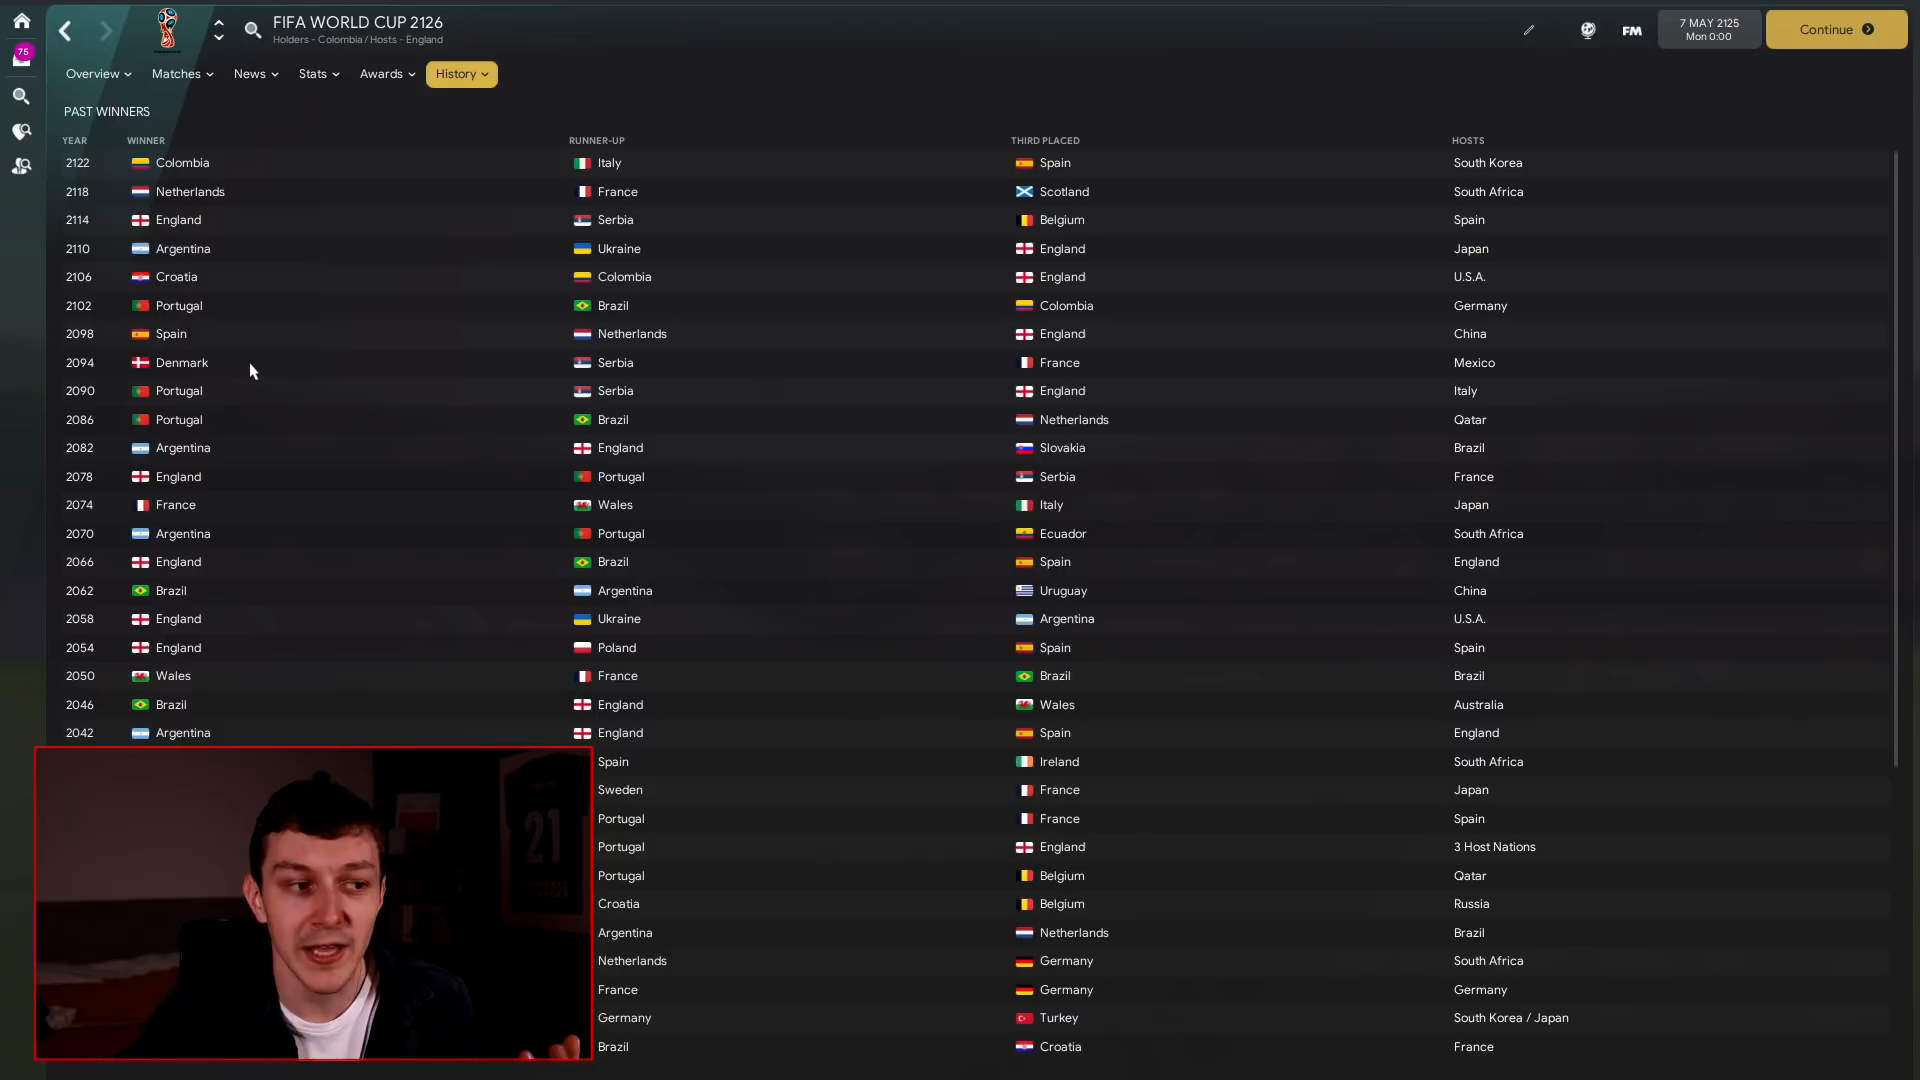 FIFA WORLD CUP 2126
Holders - Colombia / Hosts - England
FM
7 MAY 2125
Mon 0:00
Continue
75
Overview Matches News Stats Awards History
PAST WINNERS
YEAR WINNER RUNNER-UP THIRD PLACED HOSTS
2122 Colombia Italy Spain South Korea
2118 Netherlands France Scotland South Africa
2114 England Serbia Belgium Spain
2110 Argentina Ukraine England Japan
2106 Croatia Colombia England U.S.A.
2102 Portugal Brazil Colombia Germany
2098 Spain Netherlands England China
2094 Denmark Serbia France Mexico
2090 Portugal Serbia England Italy
2086 Portugal Brazil Netherlands Qatar
2082 Argentina England Slovakia Brazil
2078 England Portugal Serbia France
2074 France Wales Italy Japan
2070 Argentina Portugal Ecuador South Africa
2066 England Brazil Spain England
2062 Brazil Argentina Uruguay China
2058 England Ukraine Argentina U.S.A.
2054 England Poland Spain Spain
2050 Wales France Brazil Brazil
2046 Brazil England Wales Australia
2042 Argentina England Spain England
Spain Ireland South Africa
Sweden France Japan
Portugal France Spain
Portugal England 3 Host Nations
Portugal Belgium Qatar
Croatia Belgium Russia
Argentina Netherlands Brazil
Netherlands Germany South Africa
France Germany Germany
Germany Turkey South Korea / Japan
Brazil Croatia France
21